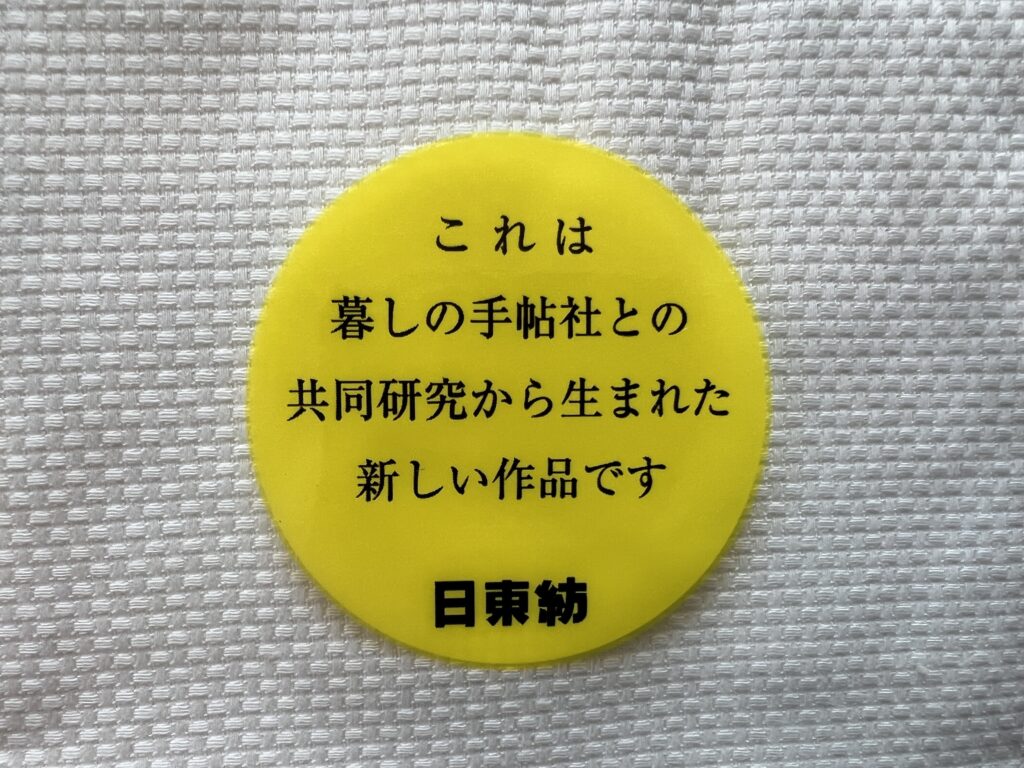 これは
暮しの手帖社との
共同研究から生まれた
新しい作品です
日東紡